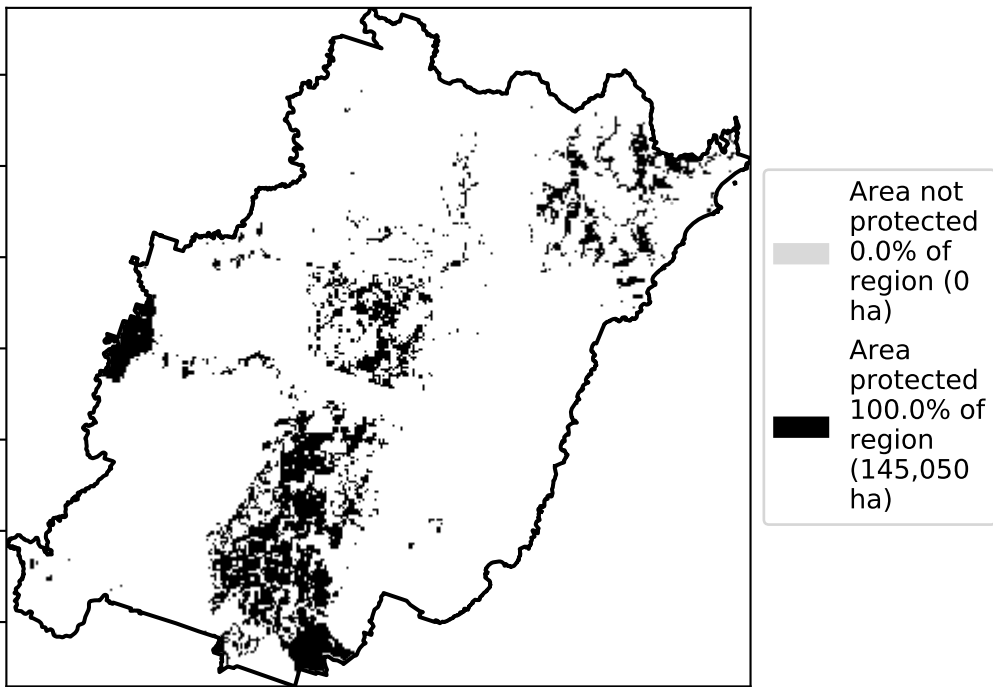 Area not
protected
0.0% of
region (0
ha)
Area
protected
100.0% of
region
(145,050
ha)